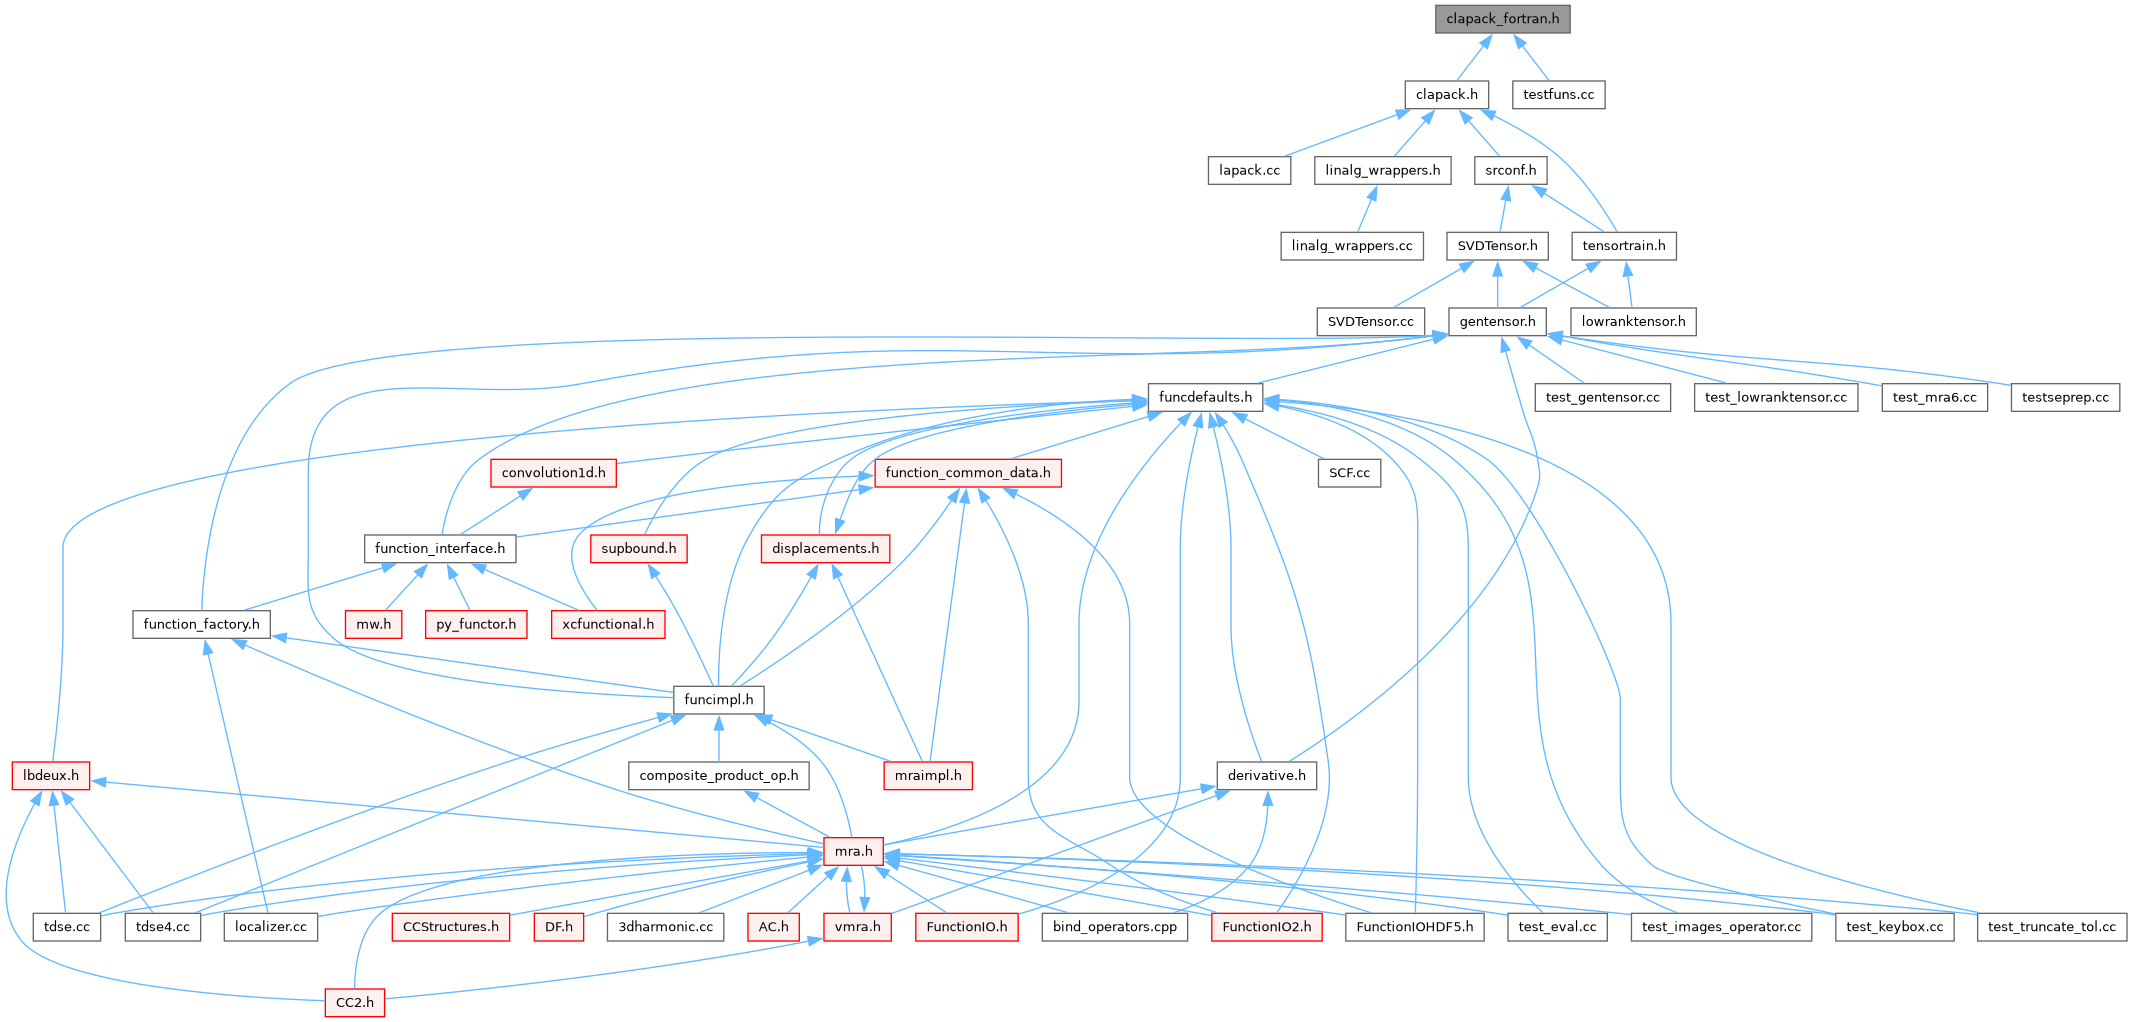 clapack_fortran.h
clapack.h
testfuns.cc
lapack.cc
linalg_wrappers.h
srconf.h
linalg_wrappers.cc
SVDTensor.h
tensortrain.h
SVDTensor.cc
gentensor.h
lowranktensor.h
funcdefaults.h
test_gentensor.cc
test_lowranktensor.cc
test_mra6.cc
testseprep.cc
convolution1d.h
function_common_data.h
SCF.cc
function_interface.h
supbound.h
displacements.h
function_factory.h
mw.h
py_functor.h
xcfunctional.h
funcimpl.h
lbdeux.h
composite_product_op.h
mraimpl.h
derivative.h
mra.h
tdse.cc
tdse4.cc
localizer.cc
CCStructures.h
DF.h
3dharmonic.cc
AC.h
vmra.h
FunctionIO.h
bind_operators.cpp
FunctionIO2.h
FunctionIOHDF5.h
test_eval.cc
test_images_operator.cc
test_keybox.cc
test_truncate_tol.cc
CC2.h